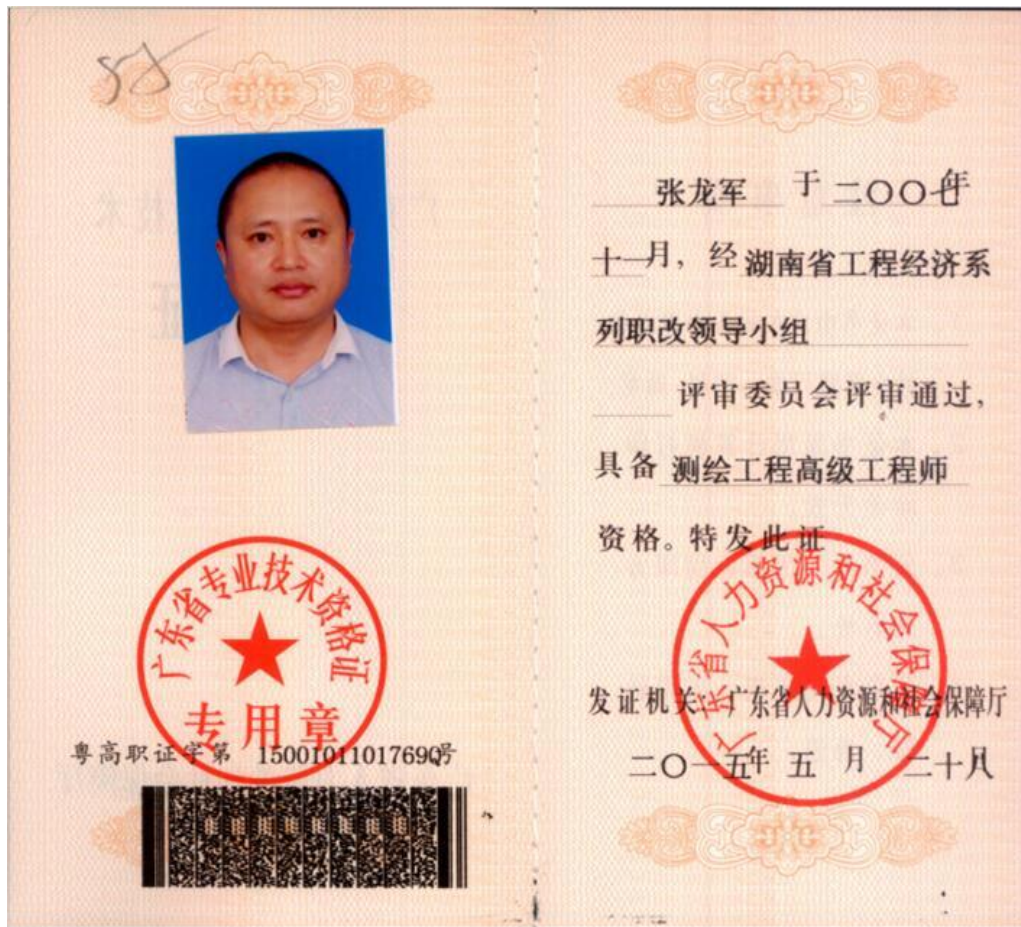 广东省专业技术资格证
专用章
粤高职证字第 1500101101769０号
张龙军 于 二〇〇七年
十一月，经 湖南省工程经济系
列职改领导小组
评审委员会评审通过，
具备 测绘工程高级工程师
资格。特发此证
广东省人力资源和社会保障厅
发证机关：广东省人力资源和社会保障厅
二〇一五年 五 月 二十八